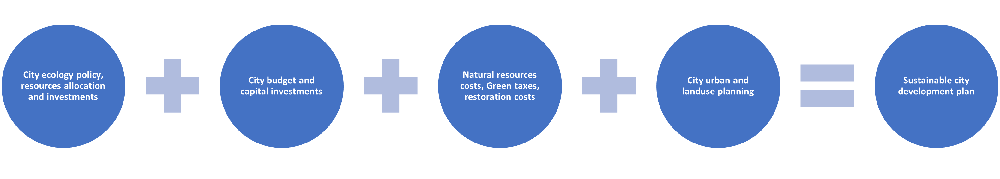 City ecology policy,
resources allocation
and investments
City budget and
capital investments
Natural resources
costs, Green taxes,
restoration costs
City urban and
landuse planning
Sustainable city
development plan